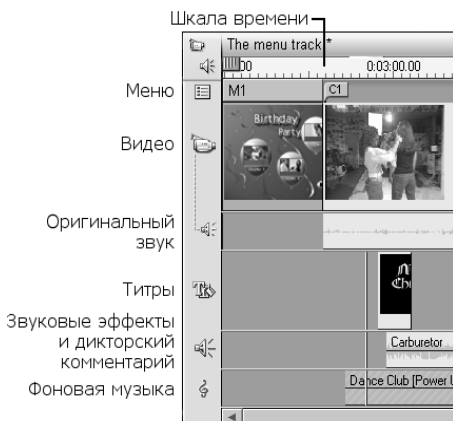 Шкала времени
The menu track *
00
0:03:00.00
Меню
M1
C1
Видео
Birthday
Party
Оригинальный
звук
Титры
Звуковые эффекты
и дикторский
комментарий
Carburetor
Фоновая музыка
Dance Club [Power U